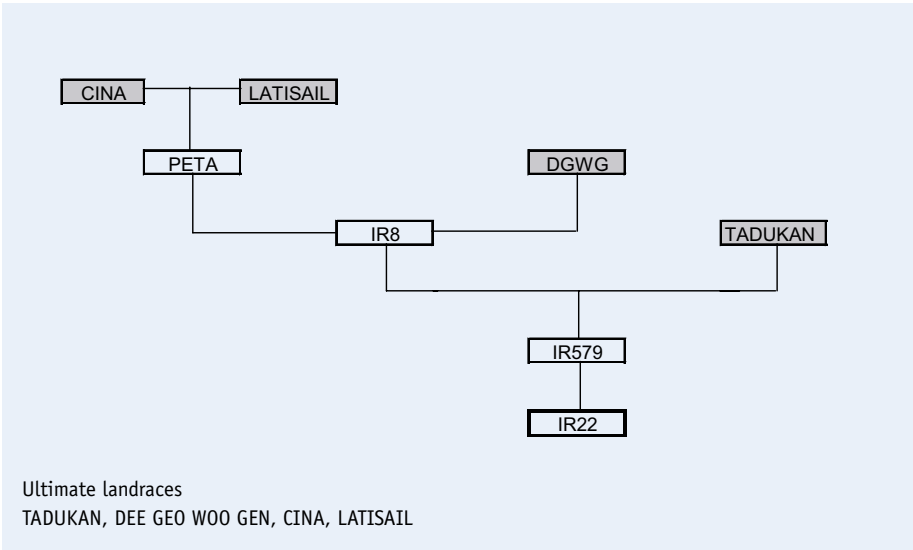 CINA LATISAIL
PETA DGWG
IR8 TADUKAN
IR579
IR22
Ultimate landraces
TADUKAN, DEE GEO WOO GEN, CINA, LATISAIL